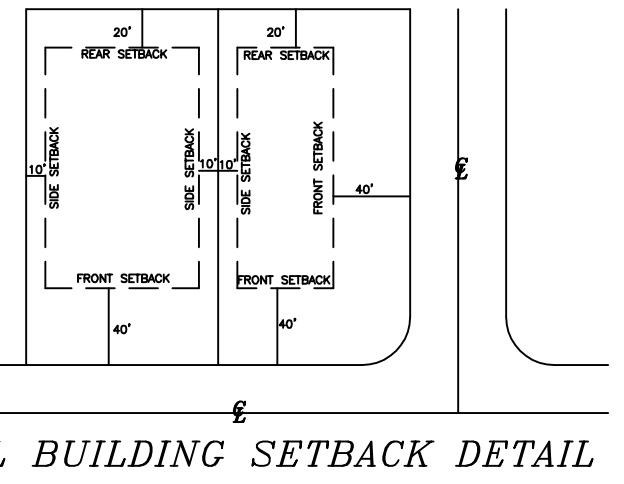 20' 20'
REAR SETBACK REAR SETBACK
SIDE SETBACK SIDE SETBACK SIDE SETBACK FRONT SETBACK
10' 10' 10'
40'
℄
FRONT SETBACK FRONT SETBACK
40' 40'
℄
BUILDING SETBACK DETAIL